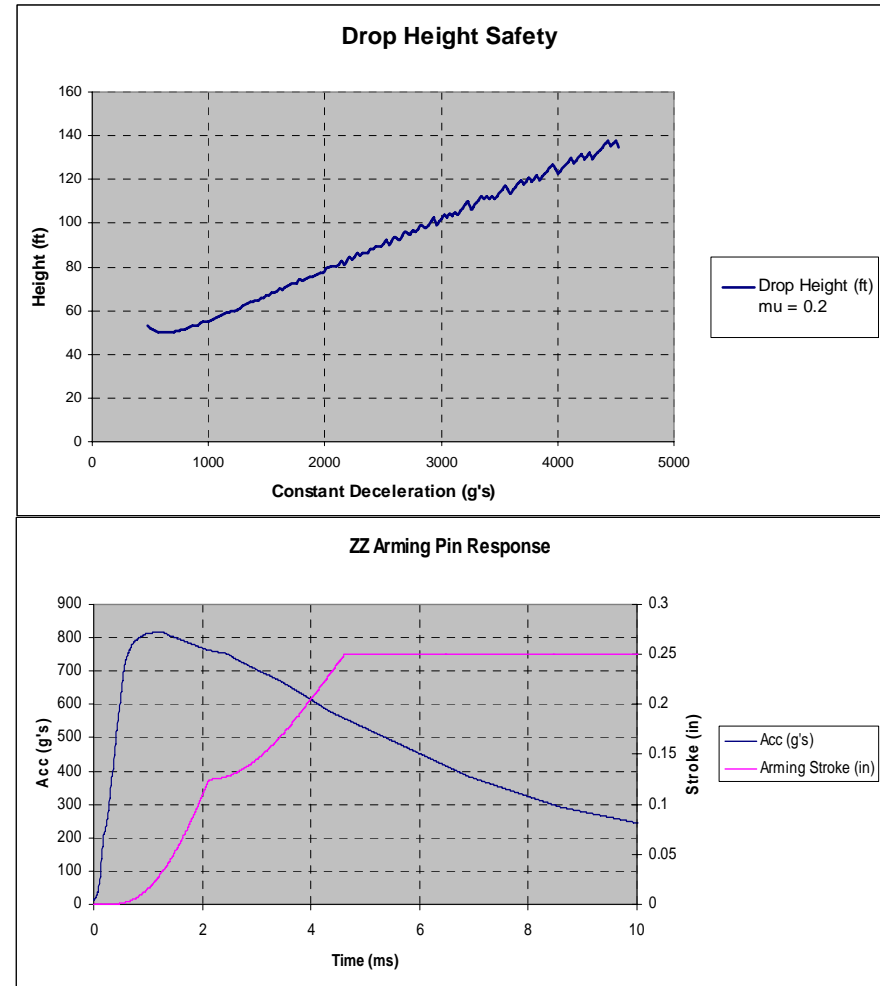 Drop Height Safety
160
140
120
100
80
60
40
20
0
Height (ft)
0 1000 2000 3000 4000 5000
Constant Deceleration (g's)
Drop Height (ft)
mu = 0.2
ZZ Arming Pin Response
900
800
700
600
500
400
300
200
100
0
Acc (g's)
0.3
0.25
0.2
0.15
0.1
0.05
0
Stroke (in)
0 2 4 6 8 10
Time (ms)
Acc (g's)
Arming Stroke (in)